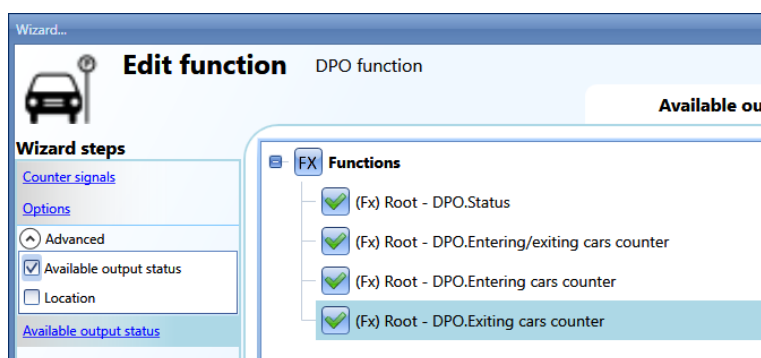 Wizard...
Edit function DPO function
Available ou
Wizard steps
Counter signals
Options
Advanced
Available output status
Location
Available output status
FX Functions
(Fx) Root - DPO.Status
(Fx) Root - DPO.Entering/exiting cars counter
(Fx) Root - DPO.Entering cars counter
(Fx) Root - DPO.Exiting cars counter